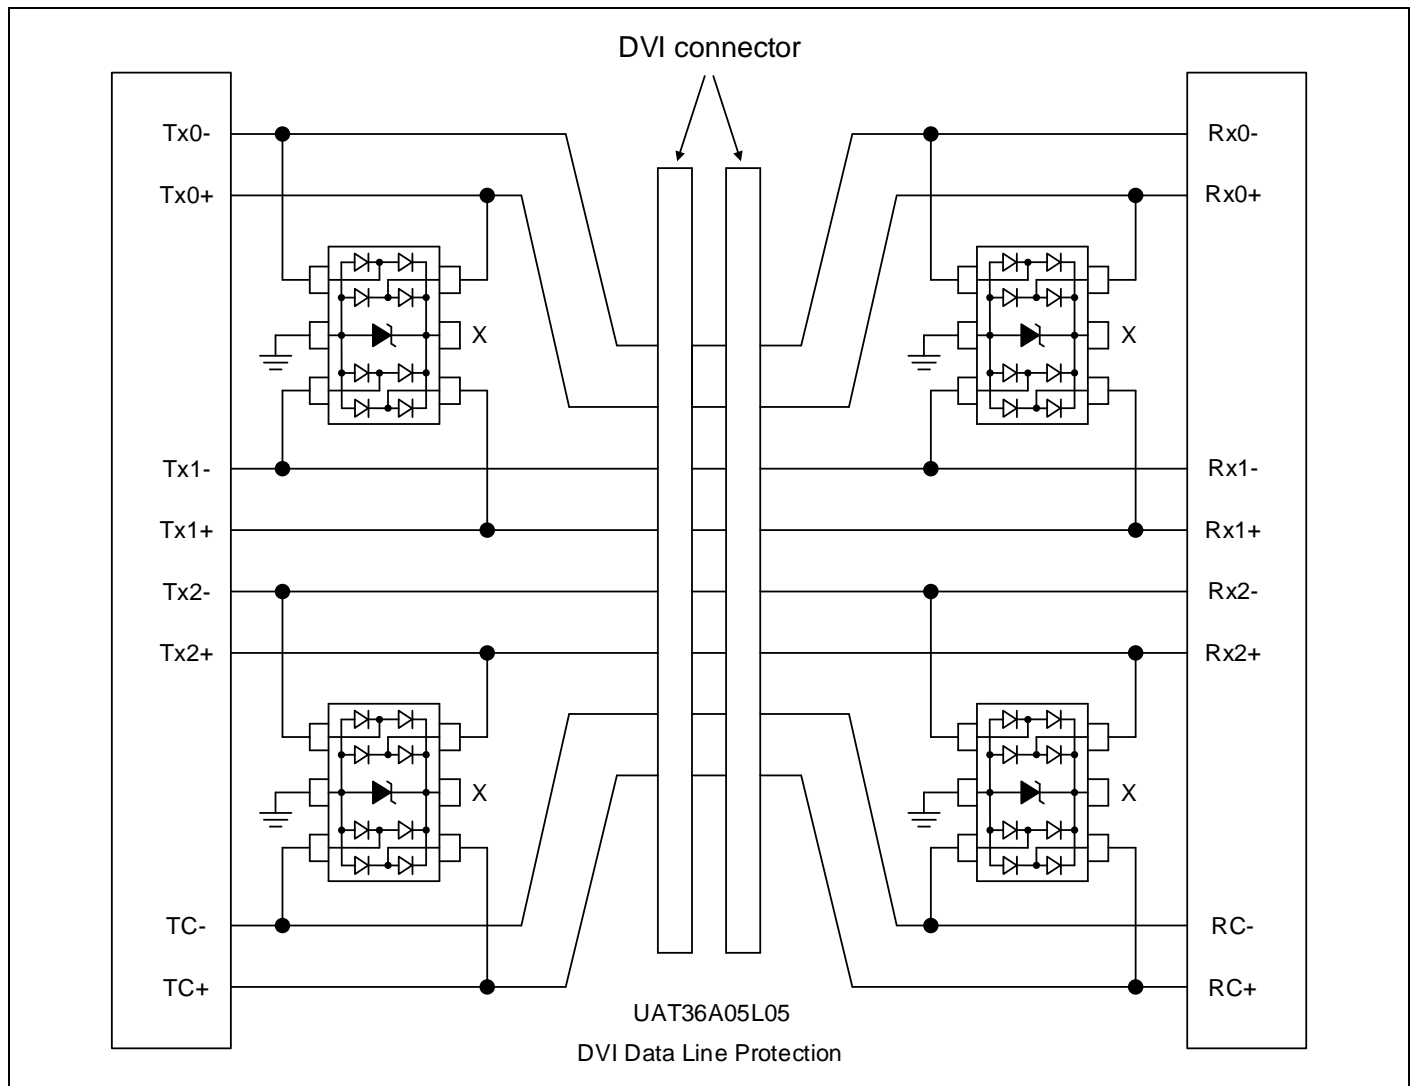 DVI connector
Tx0-
Rx0-
Tx0+
Rx0+
X
X
Tx1-
Rx1-
Tx1+
Rx1+
Tx2-
Rx2-
Tx2+
Rx2+
X
X
TC-
RC-
TC+
RC+
UAT36A05L05
DVI Data Line Protection